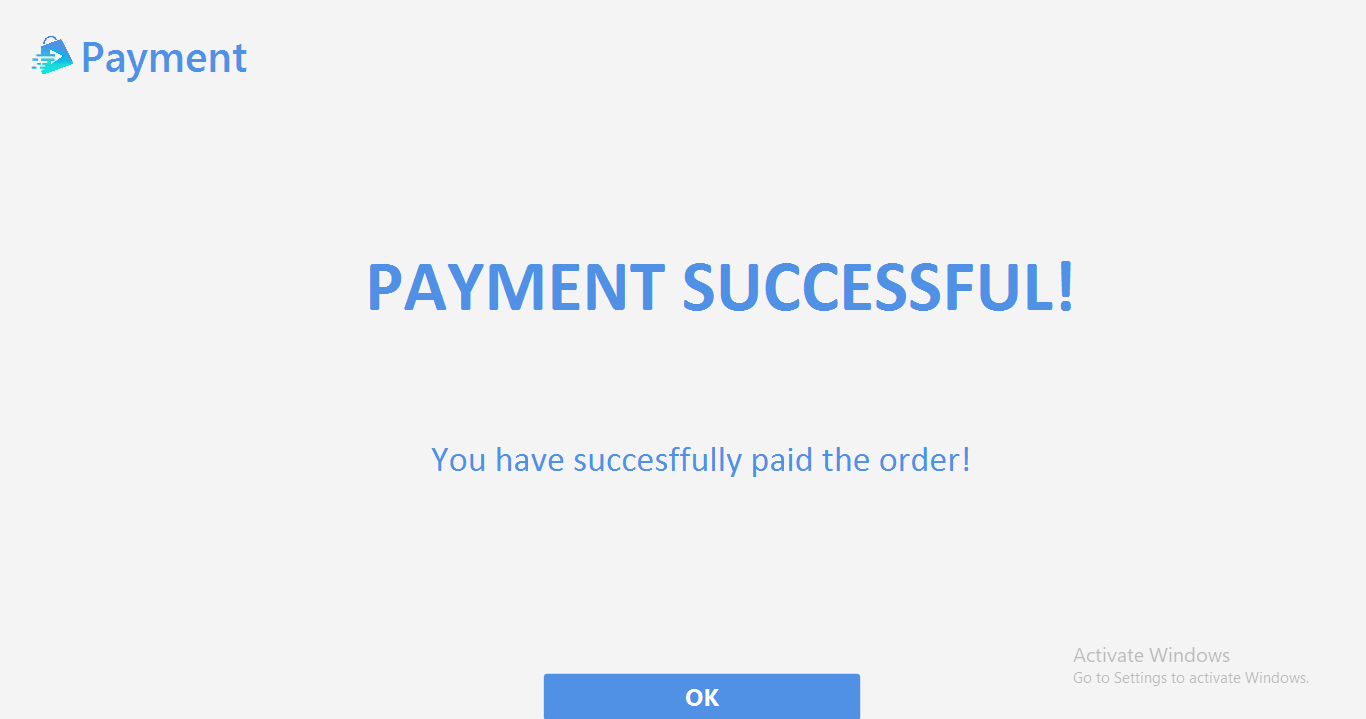 Payment
PAYMENT SUCCESSFUL!
You have succesffully paid the order!
Activate Windows
Go to Settings to activate Windows.
OK